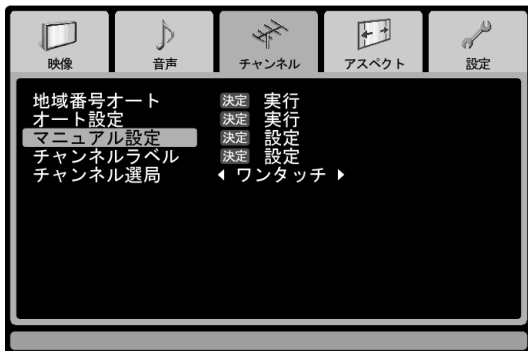 映像 音声 チャンネル アスペクト 設定
地域番号オート 決定 実行
オート設定 決定 実行
マニュアル設定 決定 設定
チャンネルラベル 決定 設定
チャンネル選局 ワンタッチ